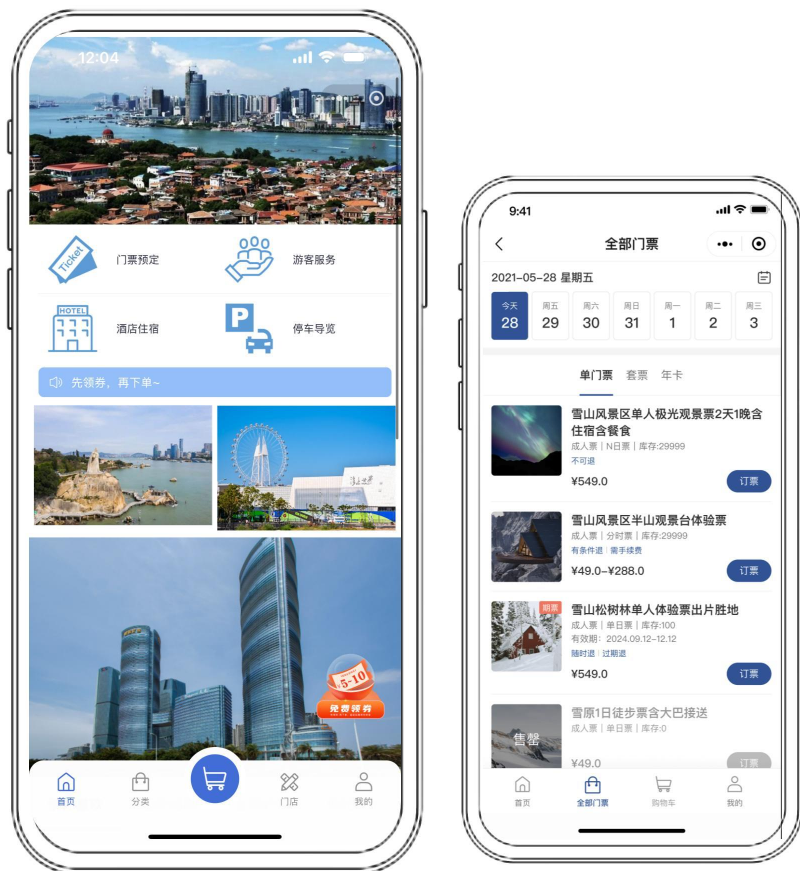 12:04
Ticket
门票预定
游客服务
HOTEL
酒店住宿
P
停车导览
先领券，再下单~
¥5-10
免费领券
首页
分类
门店
我的
9:41
全部门票
2021-05-28 星期五
今天
28
周五
29
周六
30
周日
31
周一
1
周二
2
周三
3
单门票 套票 年卡
雪山风景区单人极光观景票2天1晚含
住宿含餐食
成人票｜N日票｜库存:29999
不可退
¥549.0
订票
雪山风景区半山观景台体验票
成人票｜分时票｜库存:29999
有条件退｜需手续费
¥49.0-¥288.0
订票
期票
雪山松树林单人体验票出片胜地
成人票｜单日票｜库存:100
有效期：2024.09.12-12.12
随时退｜过期退
¥549.0
订票
售罄
雪原1日徒步票含大巴接送
成人票｜单日票｜库存:0
¥49.0
订票
首页
全部门票
购物车
我的